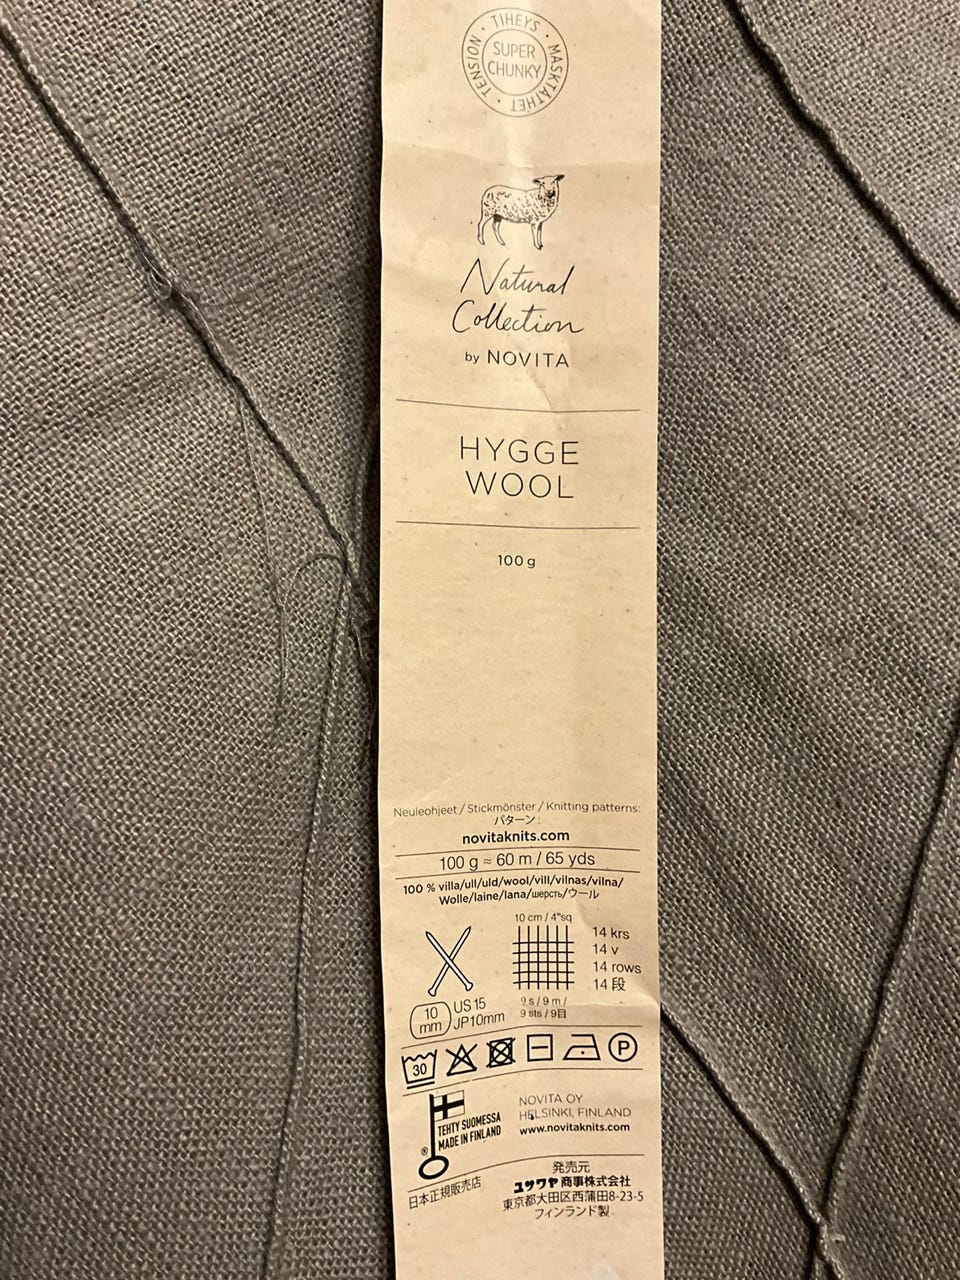 TIHEYS · MASKTÄTHET · TENSION ·
SUPER
CHUNKY
Natural
Collection
by NOVITA
HYGGE
WOOL
100 g
Neuleohjeet / Stickmönster / Knitting patterns:
パターン:
novitaknits.com
100 g ≈ 60 m / 65 yds
100 % villa/ull/uld/wool/vill/vilnas/vilna/
Wolle/laine/lana/шерсть/ウール
10 cm / 4"sq
14 krs
14 v
14 rows
14 段
9 s / 9 m /
9 sts / 9目
10
mm
US 15
JP10mm
30
P
TEHTY SUOMESSA
MADE IN FINLAND
®
NOVITA OY
HELSINKI, FINLAND
www.novitaknits.com
日本正規販売店
発売元
ユザワヤ商事株式会社
東京都大田区西蒲田8-23-5
フィンランド製